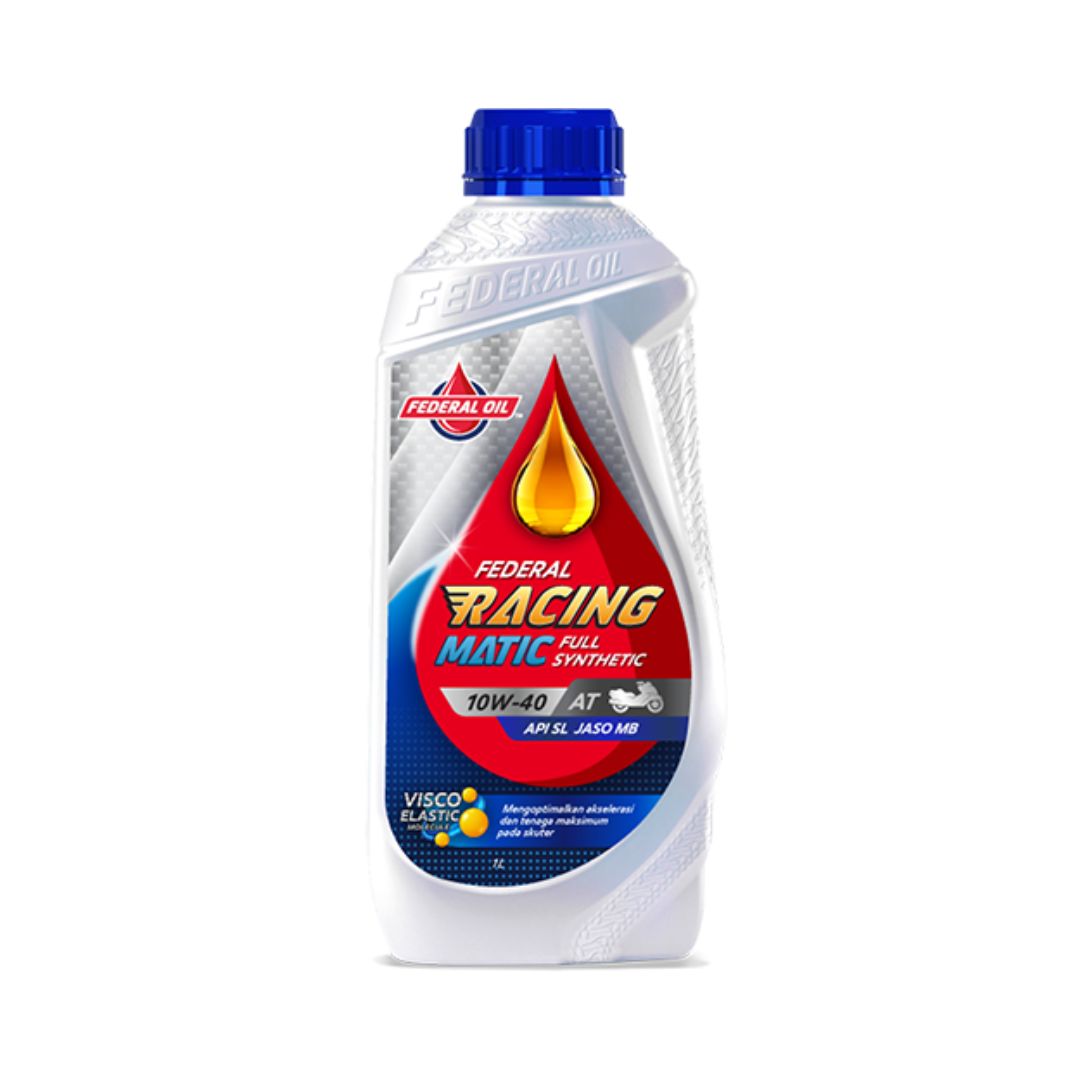 FEDERAL OIL
FEDERAL OIL
FEDERAL
RACING
MATIC FULL SYNTHETIC
10W-40 AT
API SL JASO MB
VISCO
ELASTIC
MOLECULE
Mengoptimalkan akselerasi
dan tenaga maksimum
pada skuter
1L